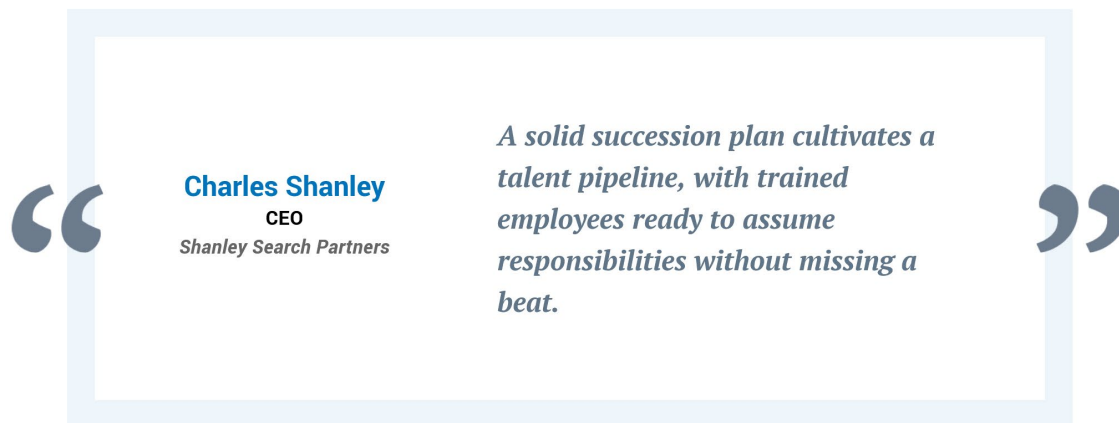 “
Charles Shanley
CEO
Shanley Search Partners
A solid succession plan cultivates a
talent pipeline, with trained
employees ready to assume
responsibilities without missing a
beat.
”